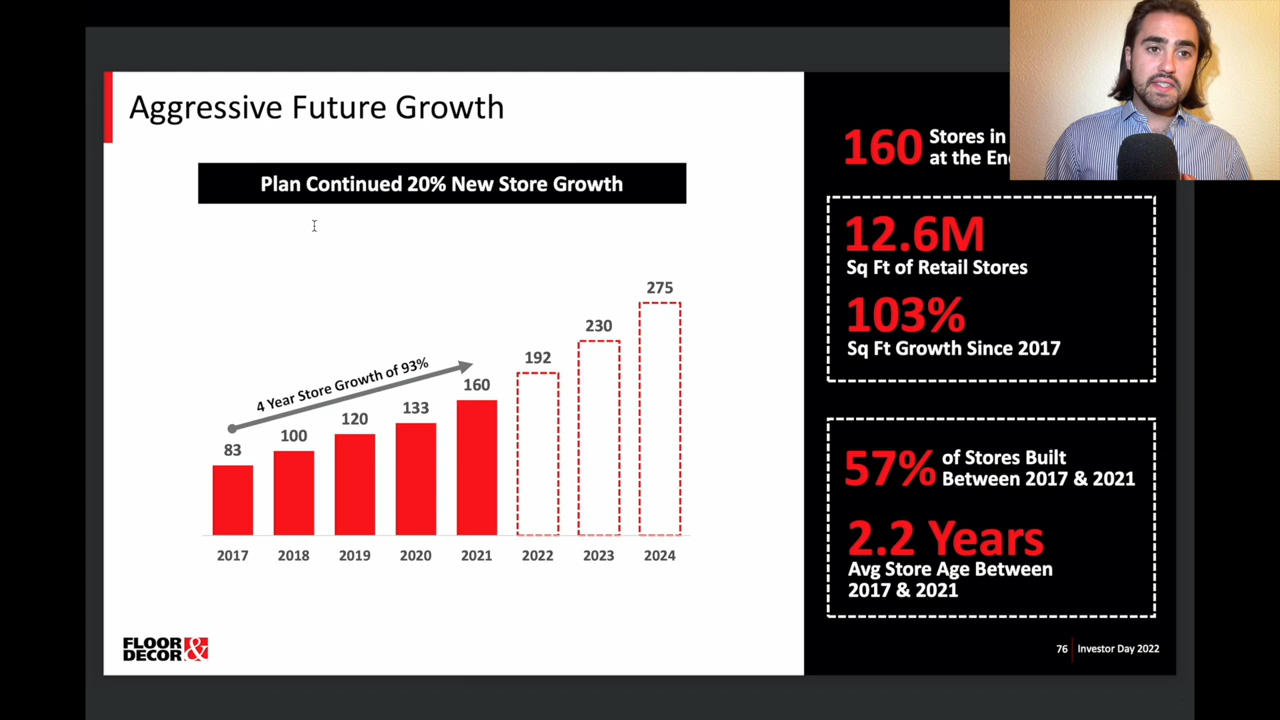 Aggressive Future Growth
Plan Continued 20% New Store Growth
4 Year Store Growth of 93%
83
100
120
133
160
192
230
275
2017
2018
2019
2020
2021
2022
2023
2024
FLOOR &
DECOR
160
Stores in
at the
12.6M
Sq Ft of Retail Stores
103%
Sq Ft Growth Since 2017
57%
of Stores Built
Between 2017 & 2021
2.2 Years
Avg Store Age Between
2017 & 2021
76 Investor Day 2022